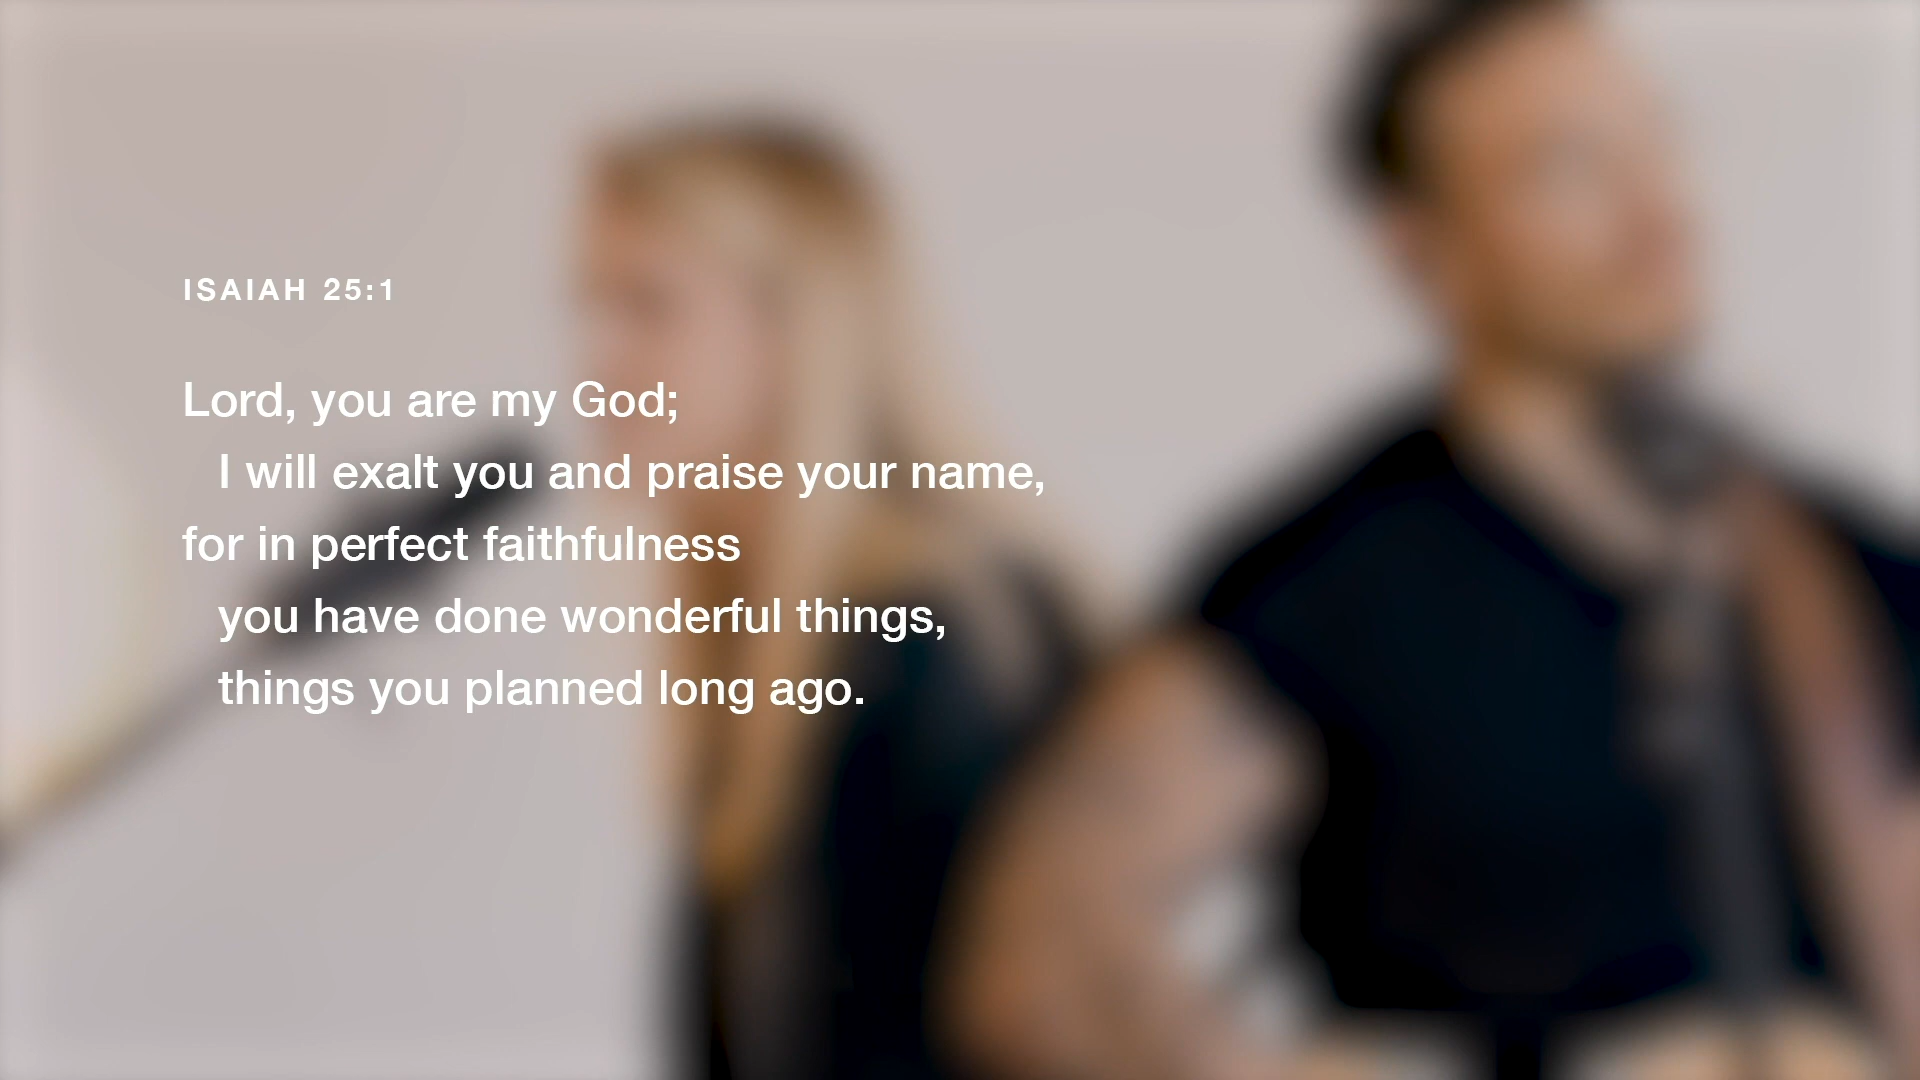 ISAIAH 25:1
Lord, you are my God;
I will exalt you and praise your name,
for in perfect faithfulness
you have done wonderful things,
things you planned long ago.